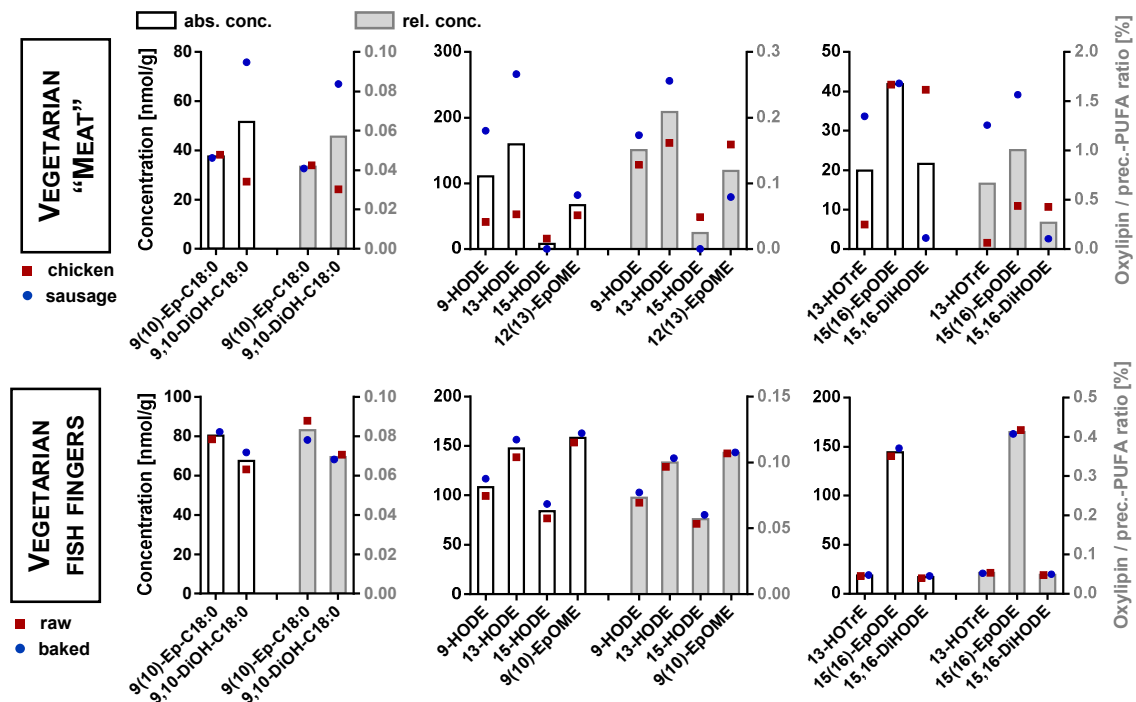 abs. conc.
rel. conc.
VEGETARIAN
“MEAT”
chicken
sausage
Concentration [nmol/g]
80
60
40
20
0
0.10
0.08
0.06
0.04
0.02
0.00
9(10)-Ep-C18:0
9,10-DiOH-C18:0
9(10)-Ep-C18:0
9,10-DiOH-C18:0
300
200
100
0
0.3
0.2
0.1
0.0
9-HODE
13-HODE
15-HODE
12(13)-EpOME
9-HODE
13-HODE
15-HODE
12(13)-EpOME
50
40
30
20
10
0
2.0
1.5
1.0
0.5
0.0
Oxylipin / prec.-PUFA ratio [%]
13-HOTrE
15(16)-EpODE
15,16-DiHODE
13-HOTrE
15(16)-EpODE
15,16-DiHODE
VEGETARIAN
FISH FINGERS
raw
baked
Concentration [nmol/g]
100
80
60
40
20
0
0.10
0.08
0.06
0.04
0.02
0.00
9(10)-Ep-C18:0
9,10-DiOH-C18:0
9(10)-Ep-C18:0
9,10-DiOH-C18:0
200
150
100
50
0
0.15
0.10
0.05
0.00
9-HODE
13-HODE
15-HODE
9(10)-EpOME
9-HODE
13-HODE
15-HODE
9(10)-EpOME
200
150
100
50
0
0.5
0.4
0.3
0.2
0.1
0.0
Oxylipin / prec.-PUFA ratio [%]
13-HOTrE
15(16)-EpODE
15,16-DiHODE
13-HOTrE
15(16)-EpODE
15,16-DiHODE